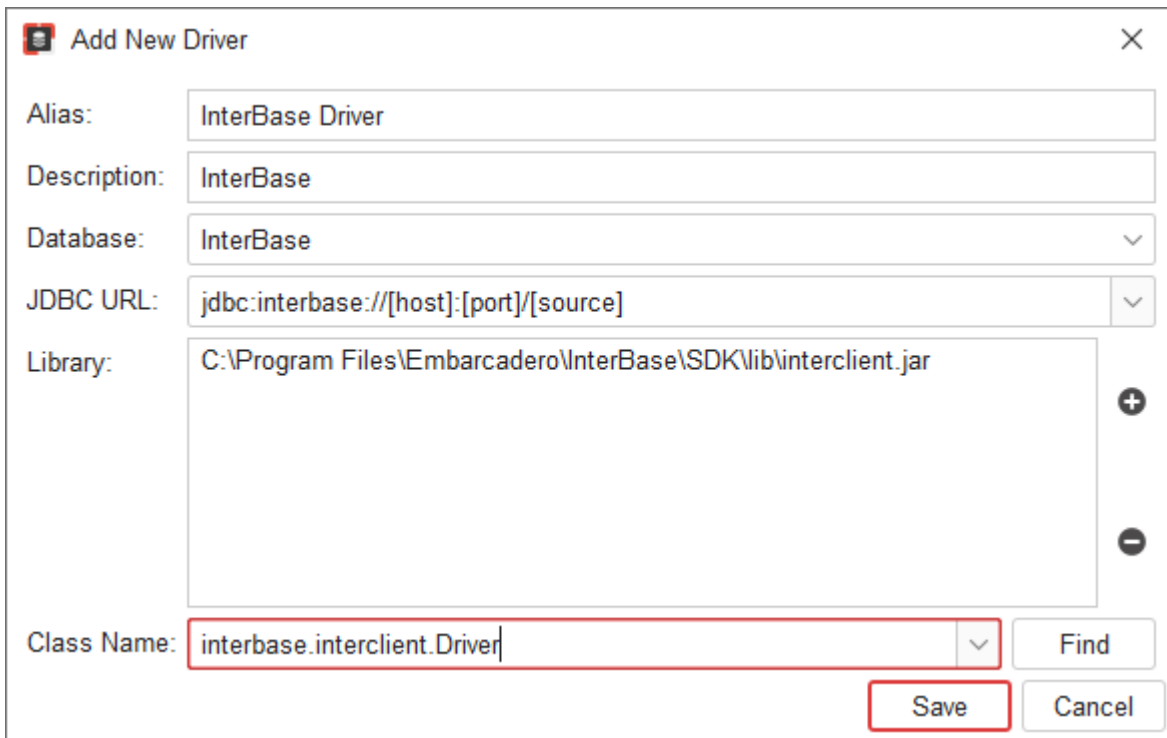 Add New Driver
Alias: InterBase Driver
Description: InterBase
Database: InterBase
JDBC URL: jdbc:interbase://[host]:[port]/[source]
Library: C:\Program Files\Embarcadero\InterBase\SDK\lib\interclient.jar
Class Name: interbase.interclient.Driver Find
Save Cancel